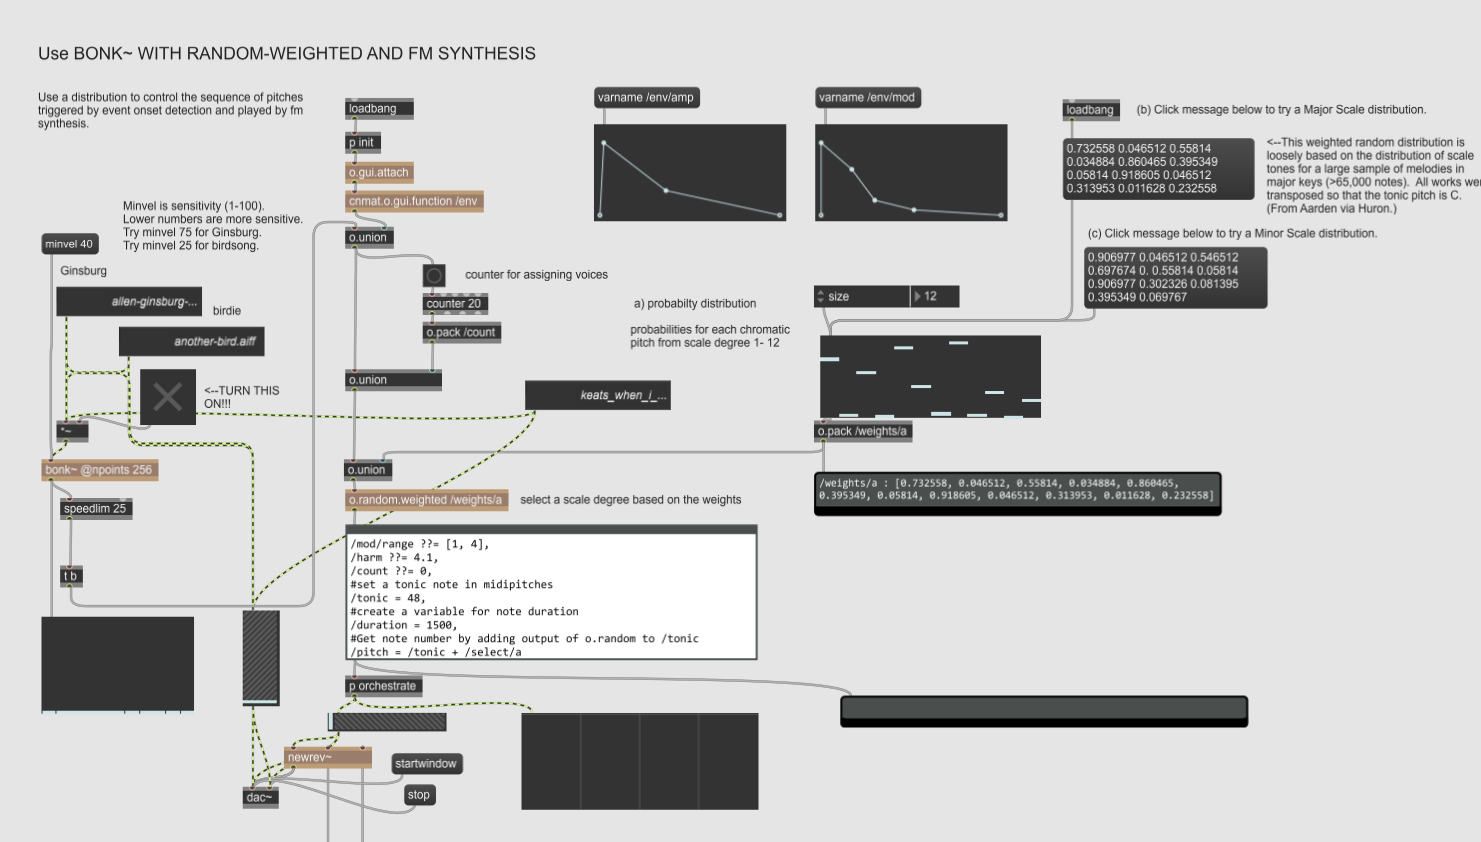 Use BONK~ WITH RANDOM-WEIGHTED AND FM SYNTHESIS
Use a distribution to control the sequence of pitches
triggered by event onset detection and played by fm
synthesis.
loadbang
p init
o.gui.attach
cnmat.o.gui.function /env
o.union
varname /env/amp
varname /env/mod
loadbang
(b) Click message below to try a Major Scale distribution.
0.732558 0.046512 0.55814
0.034884 0.860465 0.395349
0.05814 0.918605 0.046512
0.313953 0.011628 0.232558
<--This weighted random distribution is
loosely based on the distribution of scale
tones for a large sample of melodies in
major keys (>65,000 notes).  All works wer
transposed so that the tonic pitch is C.
(From Aarden via Huron.)
(c) Click message below to try a Minor Scale distribution.
0.906977 0.046512 0.546512
0.697674 0. 0.55814 0.05814
0.906977 0.302326 0.081395
0.395349 0.069767
Minvel is sensitivity (1-100).
Lower numbers are more sensitive.
Try minvel 75 for Ginsburg.
Try minvel 25 for birdsong.
minvel 40
Ginsburg
allen-ginsburg-...
birdie
another-bird.aiff
<--TURN THIS
ON!!!
*~
bonk~ @npoints 256
speedlim 25
t b
counter for assigning voices
counter 20
o.pack /count
o.union
a) probabilty distribution
probabilities for each chromatic
pitch from scale degree 1- 12
size
12
keats_when_i_...
o.pack /weights/a
/weights/a : [0.732558, 0.046512, 0.55814, 0.034884, 0.860465,
0.395349, 0.05814, 0.918605, 0.046512, 0.313953, 0.011628, 0.232558]
o.union
o.random.weighted /weights/a
select a scale degree based on the weights
/mod/range ??= [1, 4],
/harm ??= 4.1,
/count ??= 0,
#set a tonic note in midipitches
/tonic = 48,
#create a variable for note duration
/duration = 1500,
#Get note number by adding output of o.random to /tonic
/pitch = /tonic + /select/a
p orchestrate
newrev~
startwindow
stop
dac~